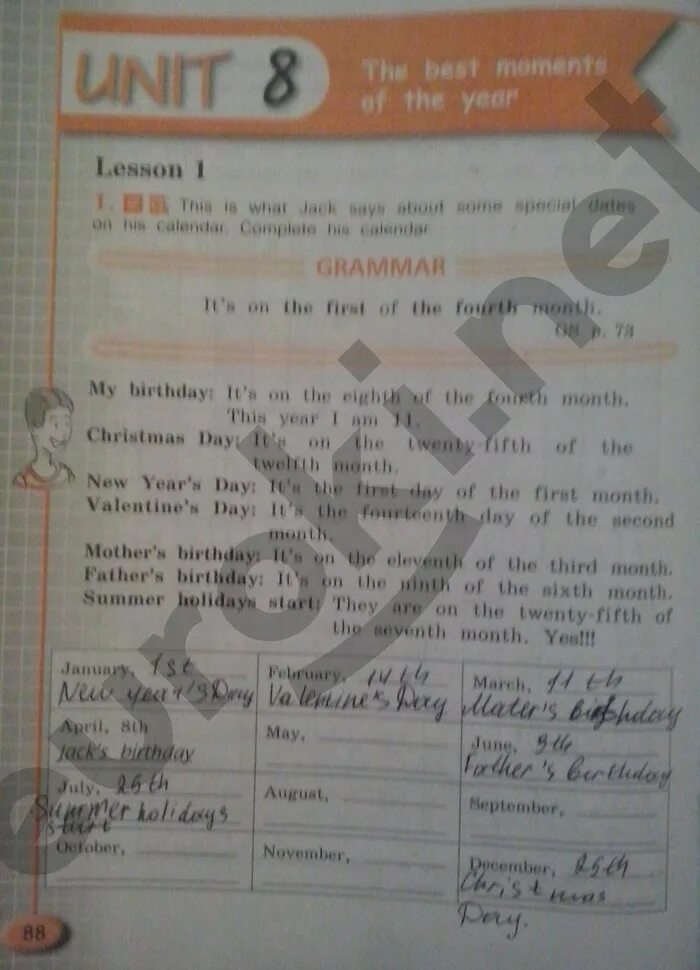 UNIT 8
The best moments
of the year
Lesson 1
1. This is what Jack says about some special dates
on his calendar. Complete his calendar
GRAMMAR
It's on the first of the fourth month.
GS p. 73
My birthday: It's on the eighth of the fourth month.
This year I am 11.
Christmas Day: It's on the twenty-fifth of the
twelfth month.
New Year's Day: It's the first day of the first month.
Valentine's Day: It's the fourteenth day of the second
month.
Mother's birthday: It's on the eleventh of the third month.
Father's birthday: It's on the ninth of the sixth month.
Summer holidays start: They are on the twenty-fifth of
the seventh month. Yes!!!
January, 1st
New year's Day
February, 14th
Valenine's Day
March, 11th
Mater's birthday
April, 8th
Jack's birthday
May,
June, 9th
Father's birthday
July, 25th
Summer holidays
start
August,
September,
October,
November,
December, 25th
Christmas
Day.
88
euroki.net